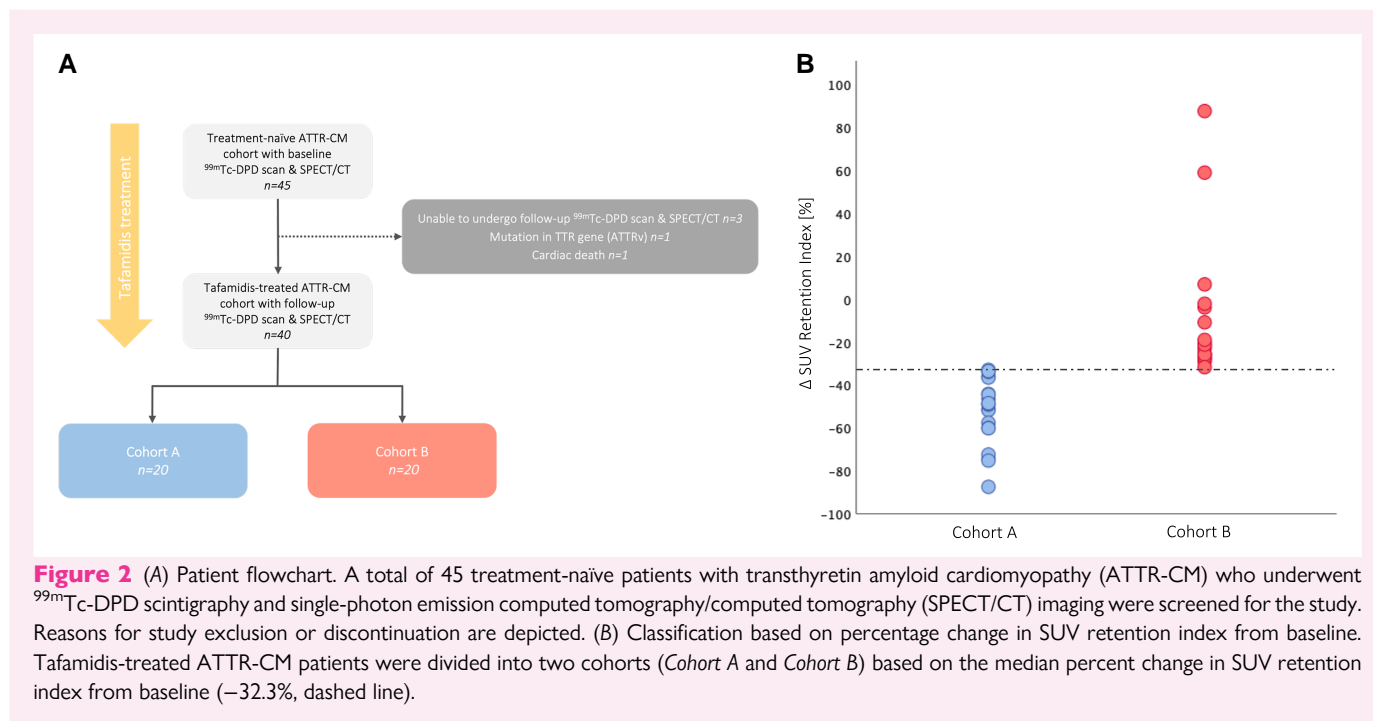 A
Tafamidis treatment
Treatment-naïve ATTR-CM
cohort with baseline
⁹⁹ᵐTc-DPD scan & SPECT/CT
n=45
Unable to undergo follow-up ⁹⁹ᵐTc-DPD scan & SPECT/CT n=3
Mutation in TTR gene (ATTRv) n=1
Cardiac death n=1
Tafamidis-treated ATTR-CM
cohort with follow-up
⁹⁹ᵐTc-DPD scan & SPECT/CT
n=40
Cohort A
n=20
Cohort B
n=20
B
Δ SUV Retention Index [%]
100
80
60
40
20
0
−20
−40
−60
−80
−100
Cohort A
Cohort B
Figure 2 (A) Patient flowchart. A total of 45 treatment-naïve patients with transthyretin amyloid cardiomyopathy (ATTR-CM) who underwent
⁹⁹ᵐTc-DPD scintigraphy and single-photon emission computed tomography/computed tomography (SPECT/CT) imaging were screened for the study.
Reasons for study exclusion or discontinuation are depicted. (B) Classification based on percentage change in SUV retention index from baseline.
Tafamidis-treated ATTR-CM patients were divided into two cohorts (Cohort A and Cohort B) based on the median percent change in SUV retention
index from baseline (−32.3%, dashed line).